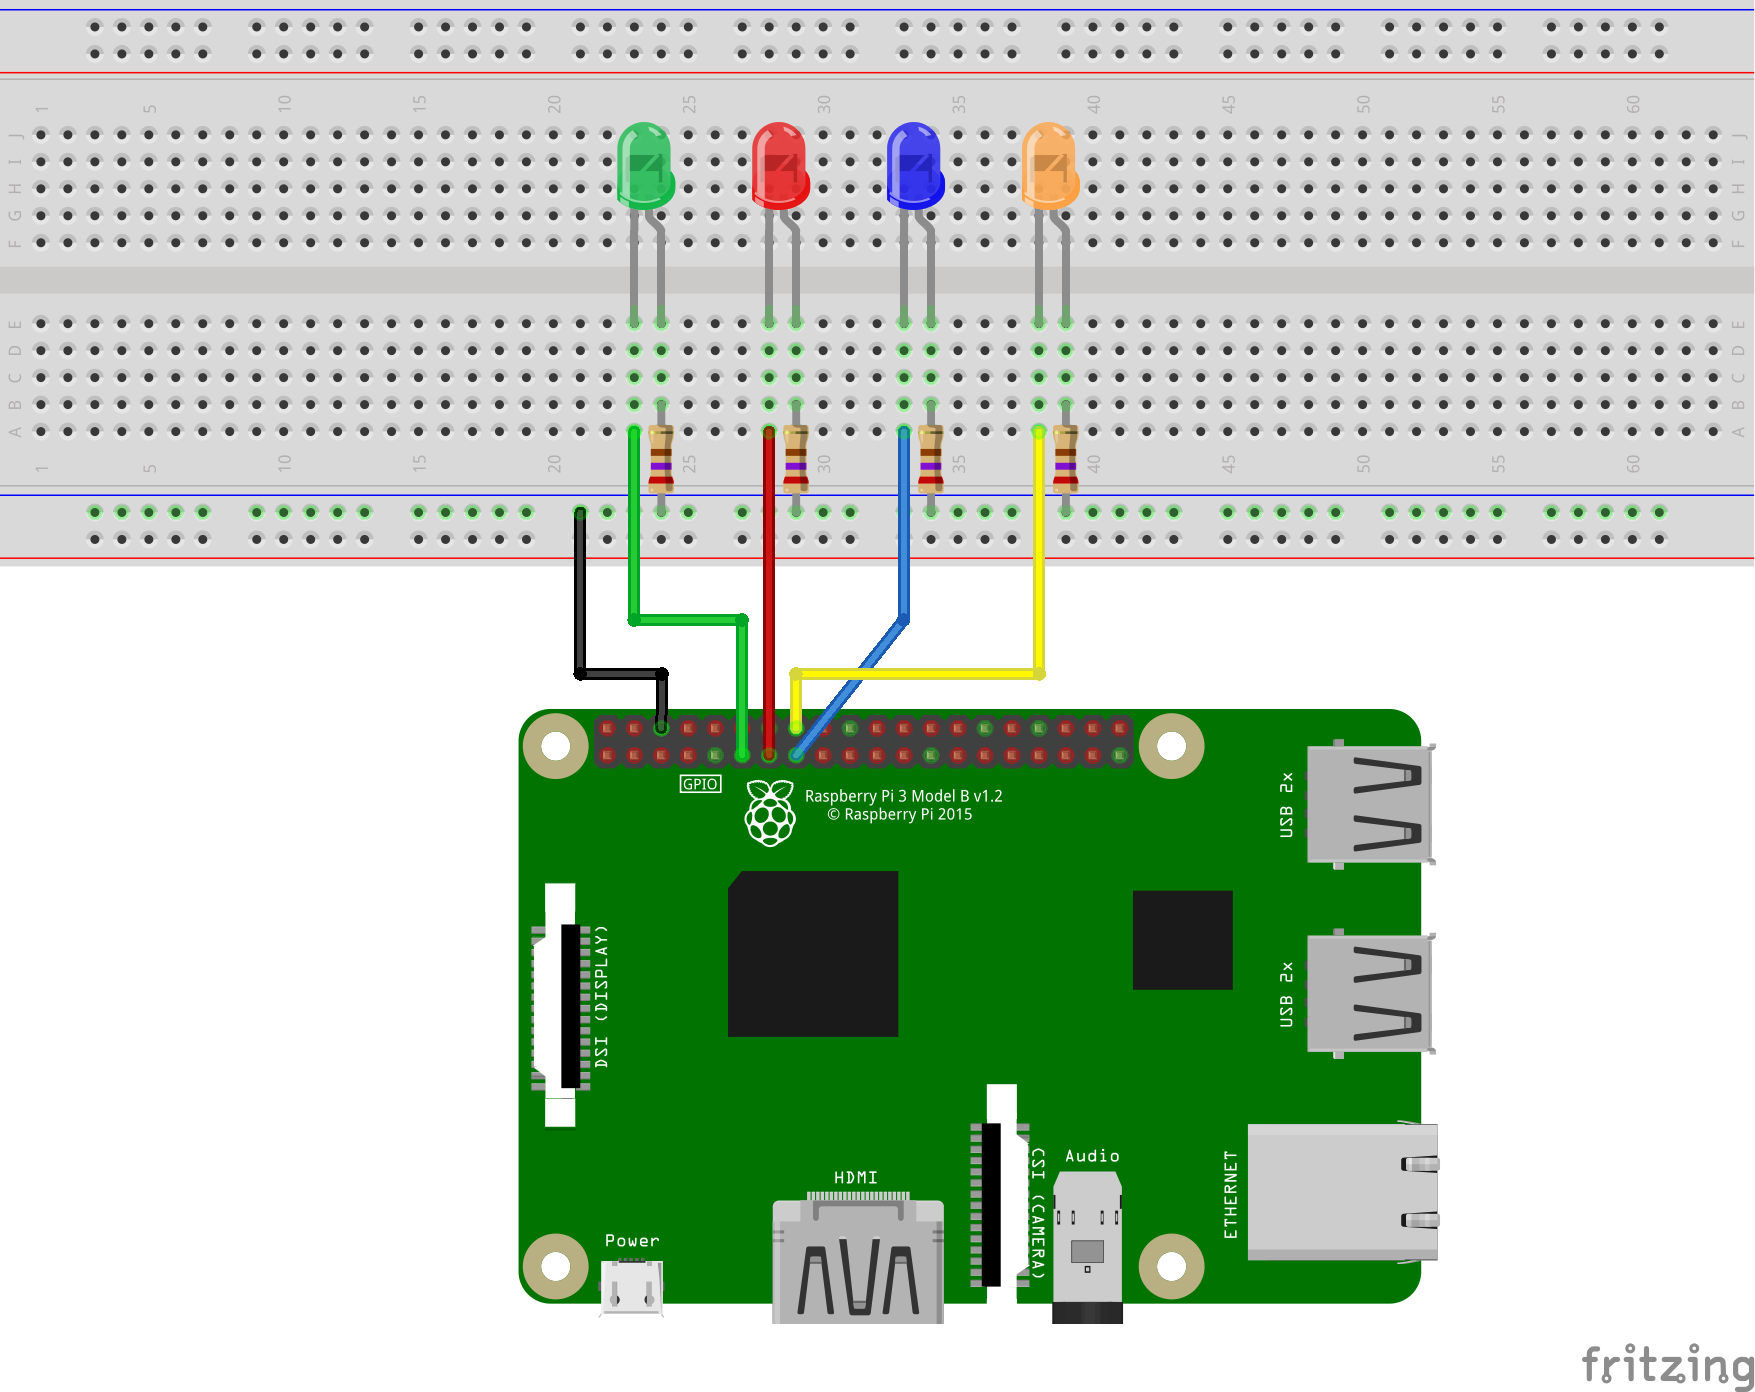 1 5 10 15 20 25 30 35 40 45 50 55 60
J J
I I
H H
G G
F F
E E
D D
C C
B B
A A
1 5 10 15 20 25 30 35 40 45 50 55 60
GPIO
Raspberry Pi 3 Model B v1.2
© Raspberry Pi 2015
USB 2x
DSI (DISPLAY)
USB 2x
HDMI
CSI (CAMERA)
Audio
ETHERNET
Power
fritzing